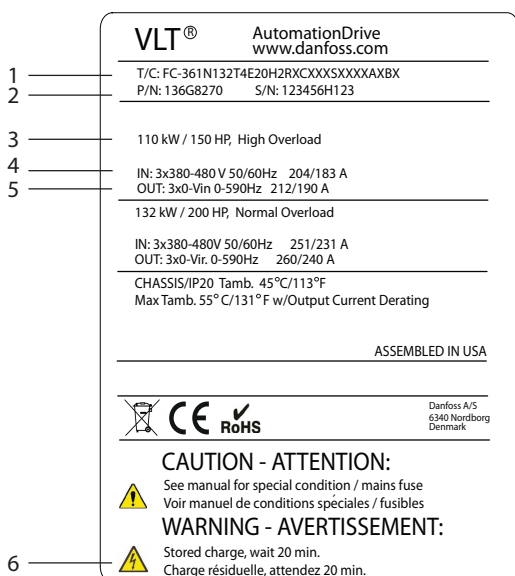 VLT® AutomationDrive
www.danfoss.com
1 T/C: FC-361N132T4E20H2RXCXXXSXXXXAXBX
2 P/N: 136G8270 S/N: 123456H123
3 110 kW / 150 HP, High Overload
4 IN: 3x380-480 V 50/60Hz 204/183 A
5 OUT: 3x0-Vin 0-590Hz 212/190 A
132 kW / 200 HP, Normal Overload
IN: 3x380-480V 50/60Hz 251/231 A
OUT: 3x0-Vir. 0-590Hz 260/240 A
CHASSIS/IP20 Tamb. 45°C/113°F
Max Tamb. 55°C/131°F w/Output Current Derating
ASSEMBLED IN USA
CE RoHS
Danfoss A/S
6340 Nordborg
Denmark
CAUTION - ATTENTION:
See manual for special condition / mains fuse
Voir manuel de conditions spéciales / fusibles
WARNING - AVERTISSEMENT:
6 Stored charge, wait 20 min.
Charge résiduelle, attendez 20 min.